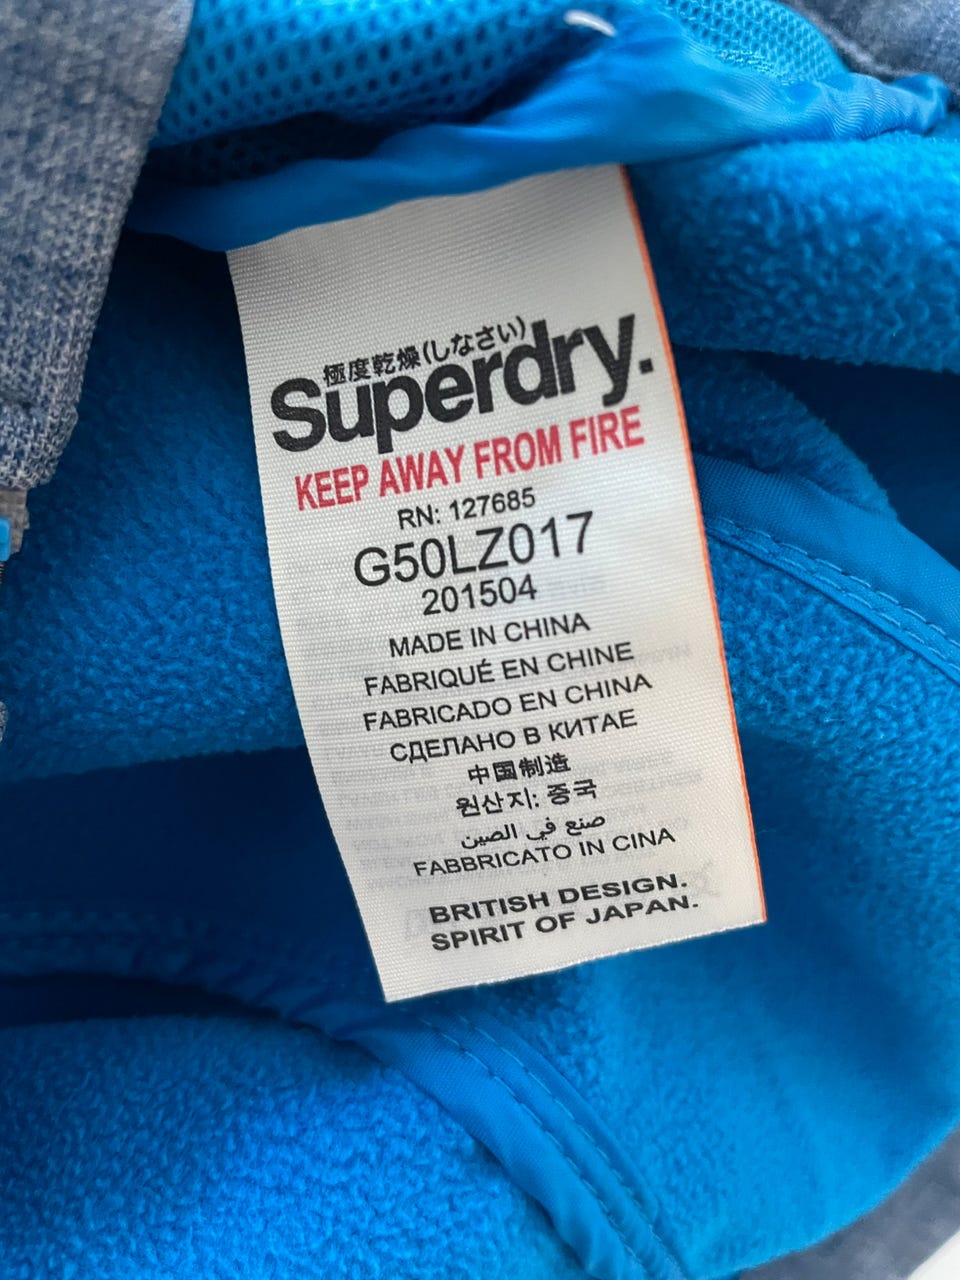 極度乾燥(しなさい)
Superdry.
KEEP AWAY FROM FIRE
RN: 127685
G50LZ017
201504
MADE IN CHINA
FABRIQUÉ EN CHINE
FABRICADO EN CHINA
СДЕЛАНО В КИТАЕ
中国制造
원산지: 중국
صنع في الصين
FABBRICATO IN CINA
BRITISH DESIGN.
SPIRIT OF JAPAN.